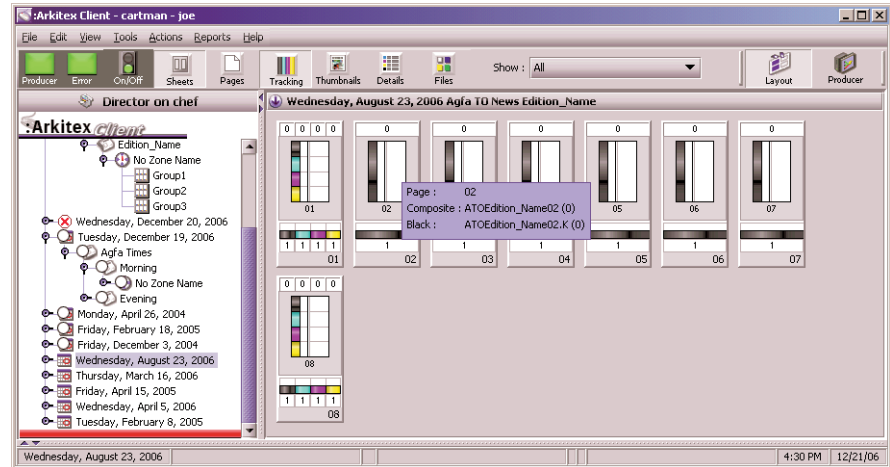 :Arkitex Client - cartman - joe
File Edit View Tools Actions Reports Help
Producer Error On/Off Sheets Pages Tracking Thumbnails Details Files Show : All Layout Producer
Director on chef
Wednesday, August 23, 2006 Agfa TO News Edition_Name
:Arkitex Client
Edition_Name
No Zone Name
Group1
Group2
Group3
Wednesday, December 20, 2006
Tuesday, December 19, 2006
Agfa Times
Morning
No Zone Name
Evening
Monday, April 26, 2004
Friday, February 18, 2005
Friday, December 3, 2004
Wednesday, August 23, 2006
Thursday, March 16, 2006
Friday, April 15, 2005
Wednesday, April 5, 2006
Tuesday, February 8, 2005
0 0 0 0 0 0 0 0 0 0
Page : 02
Composite : ATOEdition_Name02 (0)
Black : ATOEdition_Name02.K (0)
01 02 05 06 07
1 1 1 1 1 1 1 1 1 1
01 02 03 04 05 06 07
0 0 0 0
08
1 1 1 1
08
Wednesday, August 23, 2006 4:30 PM 12/21/06